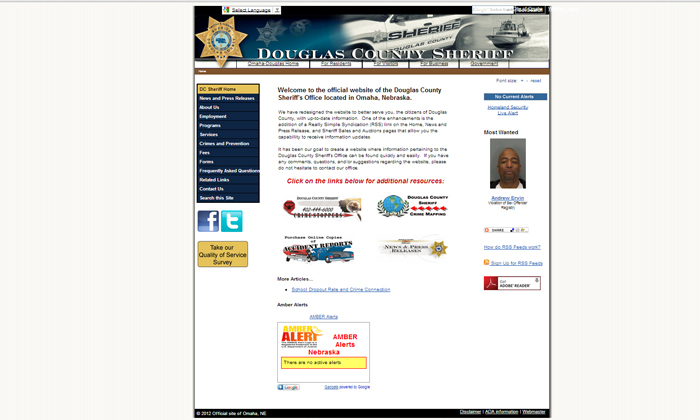 Select Language
SHERIFF
DOUGLAS COUNTY
DOUGLAS COUNTY SHERIFF
Omaha-Douglas Home For Residents For Visitors For Business Government
Home
Font size - reset
DC Sheriff Home
News and Press Releases
About Us
Employment
Programs
Services
Crimes and Prevention
Fees
Forms
Frequently Asked Questions
Related Links
Contact Us
Search this Site
Take our
Quality of Service
Survey
Welcome to the official website of the Douglas County
Sheriff's Office located in Omaha, Nebraska.
We have redesigned the website to better serve you, the citizens of Douglas
County, with up-to-date information. One of the enhancements is the
addition of a Really Simple Syndication (RSS) link on the Home, News and
Press Release, and Sheriff Sales and Auctions pages that allow you the
capability to receive information updates.
It has been our goal to create a website where information pertaining to the
Douglas County Sheriff's Office can be found quickly and easily. If you have
any comments, questions, and/or suggestions regarding the website, please
do not hesitate to contact our office.
Click on the links below for additional resources:
DOUGLAS COUNTY SHERIFF
402-444-6000
CRIMESTOPPERS
DOUGLAS COUNTY
SHERIFF
CRIME MAPPING
PURCHASE ONLINE COPIES
OF
ACCIDENT REPORTS
NEWS & PRESS
RELEASES
More Articles...
School Dropout Rate and Crime Connection
Amber Alerts
AMBER Alerts
AMBER
ALERT
AMBER
Alerts
Nebraska
There are no active alerts
Google
Gadgets powered by Google
No Current Alerts
Homeland Security
Live Alert
Most Wanted
Andrew Ervin
Violation of Sex Offender
Registry
SHARE
How do RSS Feeds work?
Sign Up for RSS Feeds
Get
ADOBE READER
© 2012 Official site of Omaha, NE
Disclaimer | ADA Information | Webmaster